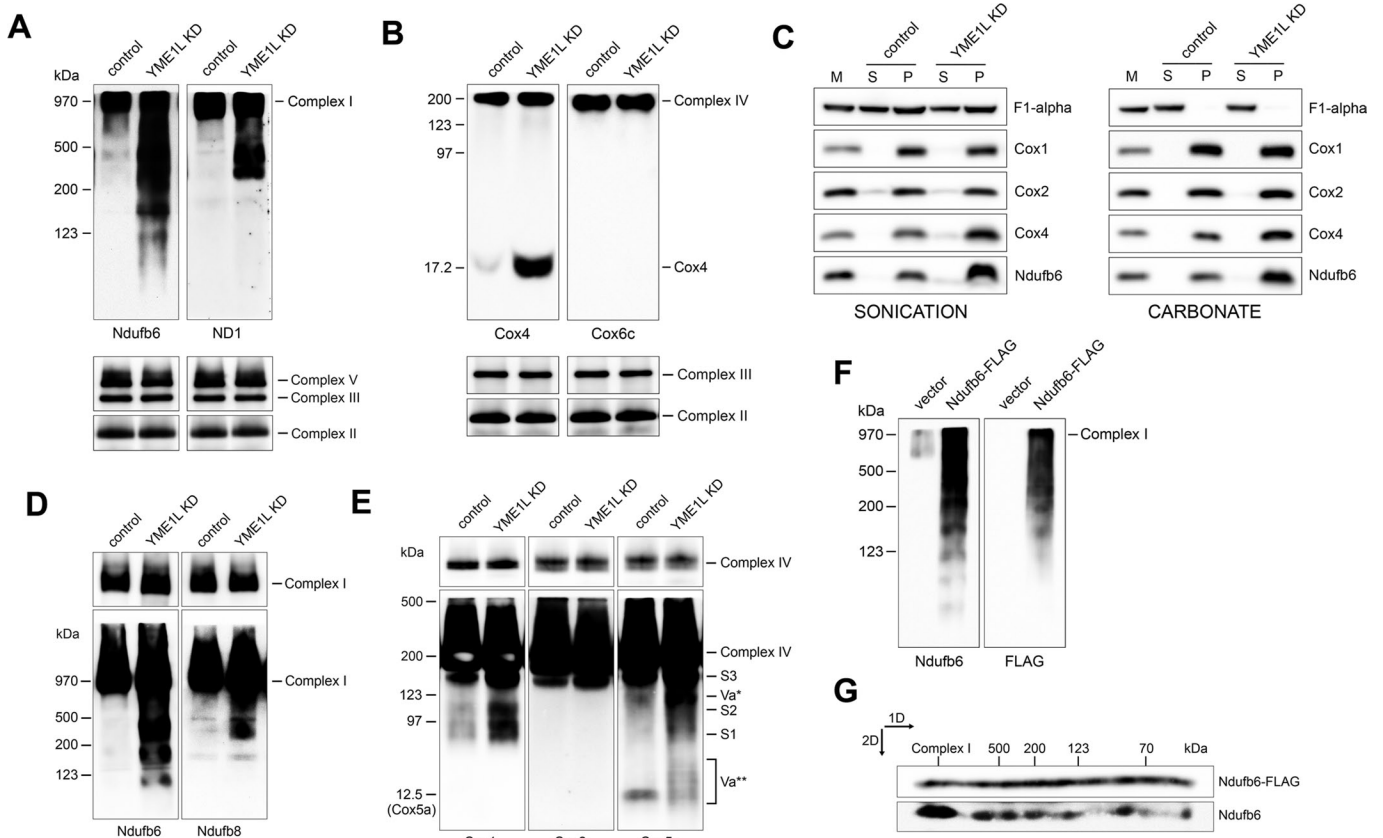 A
control
YME1L KD
control
YME1L KD
kDa
970
500
200
123
Complex I
Ndufb6
ND1
Complex V
Complex III
Complex II
B
control
YME1L KD
control
YME1L KD
200
123
97
17.2
Complex IV
Cox4
Cox4
Cox6c
Complex III
Complex II
C
control
YME1L KD
M S P S P
F1-alpha
Cox1
Cox2
Cox4
Ndufb6
SONICATION
control
YME1L KD
M S P S P
F1-alpha
Cox1
Cox2
Cox4
Ndufb6
CARBONATE
D
control
YME1L KD
control
YME1L KD
Complex I
kDa
970
500
200
123
Complex I
Ndufb6
Ndufb8
E
control
YME1L KD
control
YME1L KD
control
YME1L KD
kDa
Complex IV
500
200
123
97
12.5
(Cox5a)
Complex IV
S3
Va*
S2
S1
Va**
F
vector
Ndufb6-FLAG
vector
Ndufb6-FLAG
kDa
970
500
200
123
Complex I
Ndufb6
FLAG
G
1D
2D
Complex I 500 200 123 70 kDa
Ndufb6-FLAG
Ndufb6